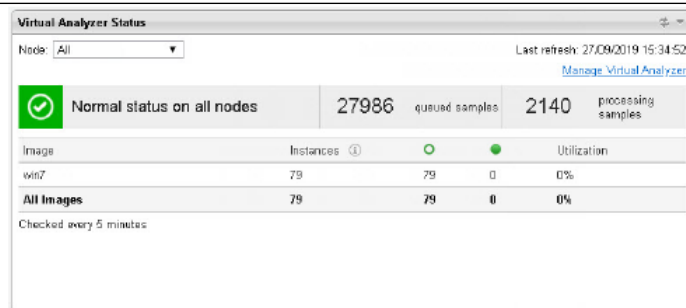 Virtual Analyzer Status
Node: All
Last refresh: 27/09/2019 15:34:52
Manage Virtual Analyzer
Normal status on all nodes 27986 queued samples 2140 processing samples
Image Instances Utilization
win7 79 79 0 0%
All Images 79 79 0 0%
Checked every 5 minutes